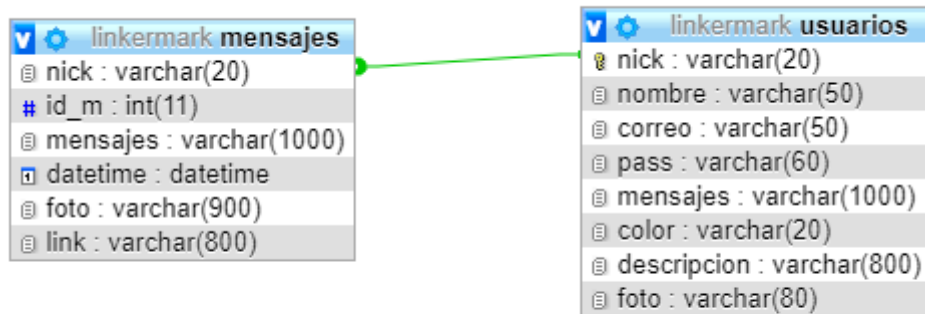 linkermark mensajes
nick : varchar(20)
# id_m : int(11)
mensajes : varchar(1000)
datetime : datetime
foto : varchar(900)
link : varchar(800)
linkermark usuarios
nick : varchar(20)
nombre : varchar(50)
correo : varchar(50)
pass : varchar(60)
mensajes : varchar(1000)
color : varchar(20)
descripcion : varchar(800)
foto : varchar(80)